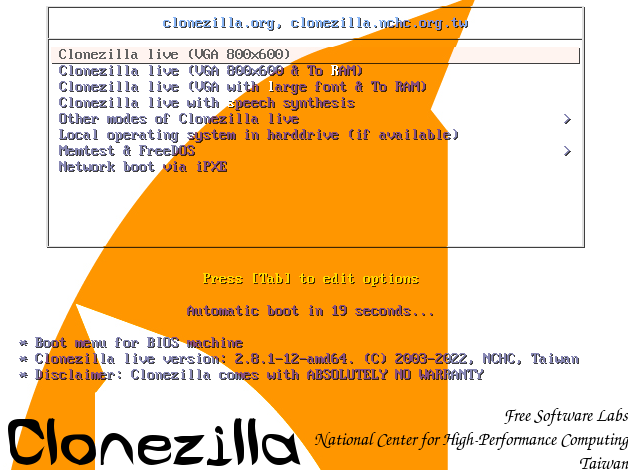 clonezilla.org, clonezilla.nchc.org.tw
Clonezilla live (VGA 800x600)
Clonezilla live (VGA 800x600 & To RAM)
Clonezilla live (VGA with large font & To RAM)
Clonezilla live with speech synthesis
Other modes of Clonezilla live >
Local operating system in harddrive (if available)
Memtest & FreeDOS >
Network boot via iPXE
Press [Tab] to edit options
Automatic boot in 19 seconds...
* Boot menu for BIOS machine
* Clonezilla live version: 2.8.1-12-amd64. (C) 2003-2022, NCHC, Taiwan
* Disclaimer: Clonezilla comes with ABSOLUTELY NO WARRANTY
Clonezilla
Free Software Labs
National Center for High-Performance Computing
Taiwan